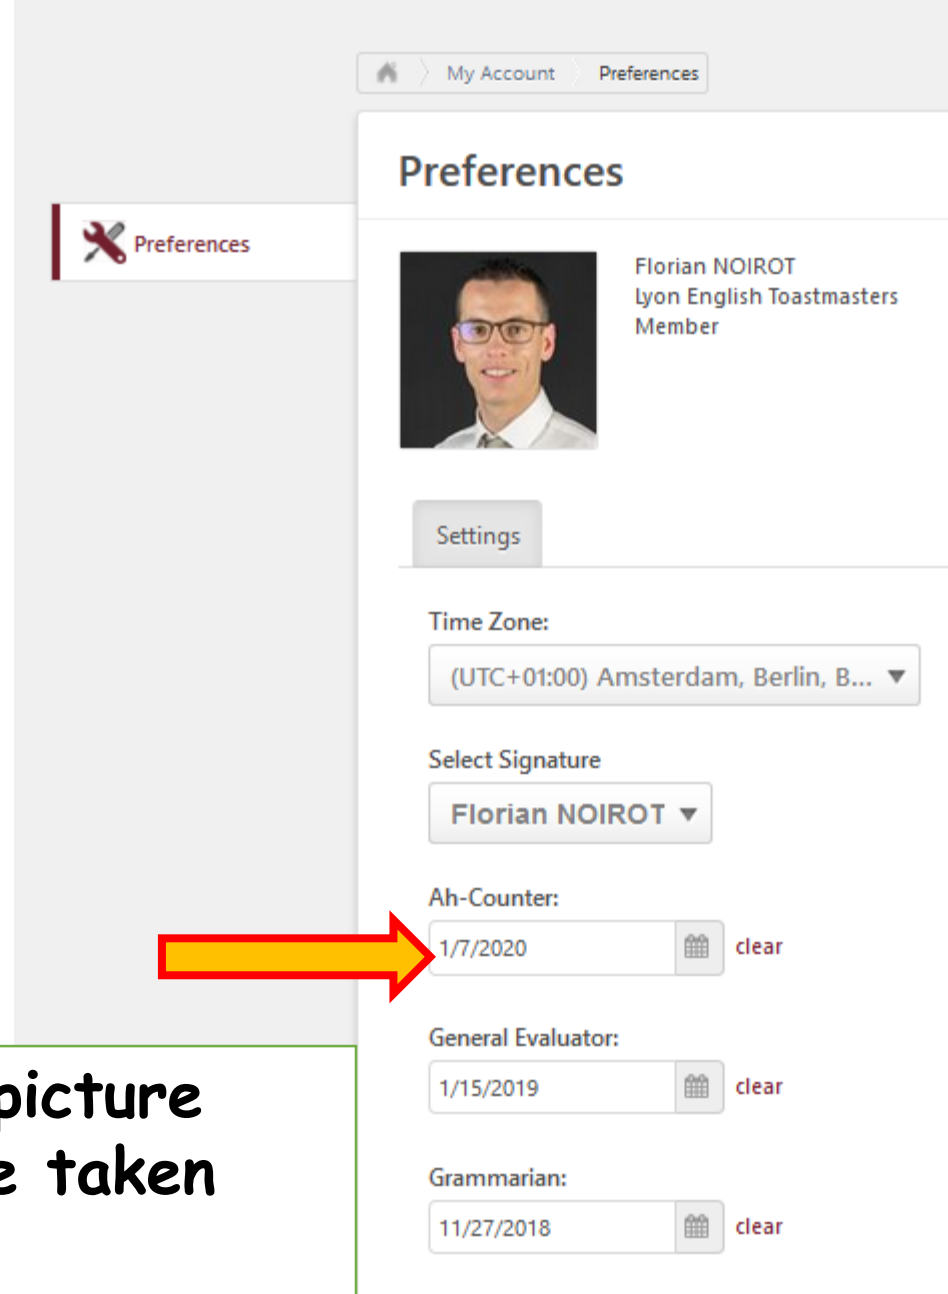 My Account Preferences
Preferences
Preferences
Florian NOIROT
Lyon English Toastmasters
Member
Settings
Time Zone:
(UTC+01:00) Amsterdam, Berlin, B...
Select Signature
Florian NOIROT
Ah-Counter:
1/7/2020 clear
General Evaluator:
1/15/2019 clear
Grammarian:
11/27/2018 clear
picture
taken